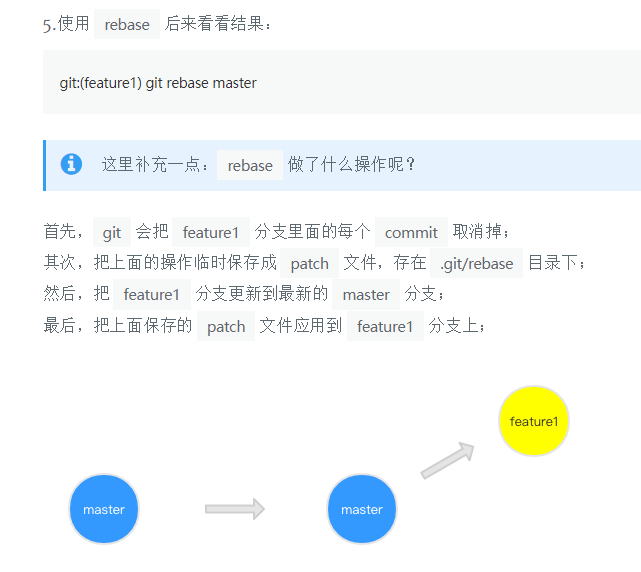 5.使用 rebase 后来看看结果：
git:(feature1) git rebase master
这里补充一点：rebase 做了什么操作呢？
首先，git 会把 feature1 分支里面的每个 commit 取消掉；
其次，把上面的操作临时保存成 patch 文件，存在 .git/rebase 目录下；
然后，把 feature1 分支更新到最新的 master 分支；
最后，把上面保存的 patch 文件应用到 feature1 分支上；
feature1
master
master